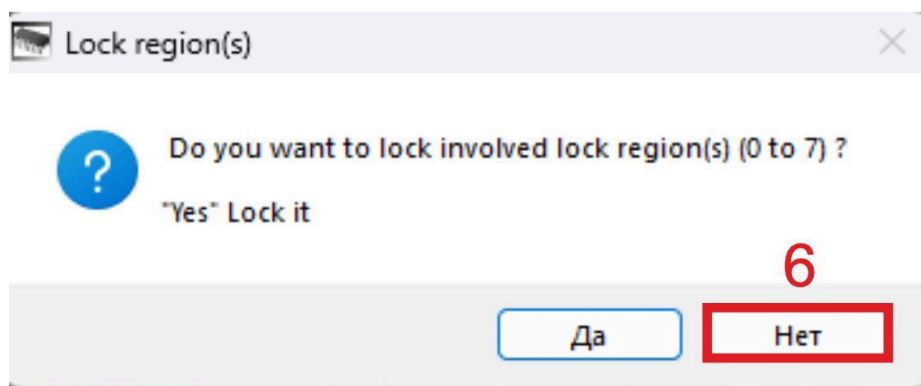 Lock region(s)
Do you want to lock involved lock region(s) (0 to 7) ?
"Yes" Lock it
6
Да
Нет